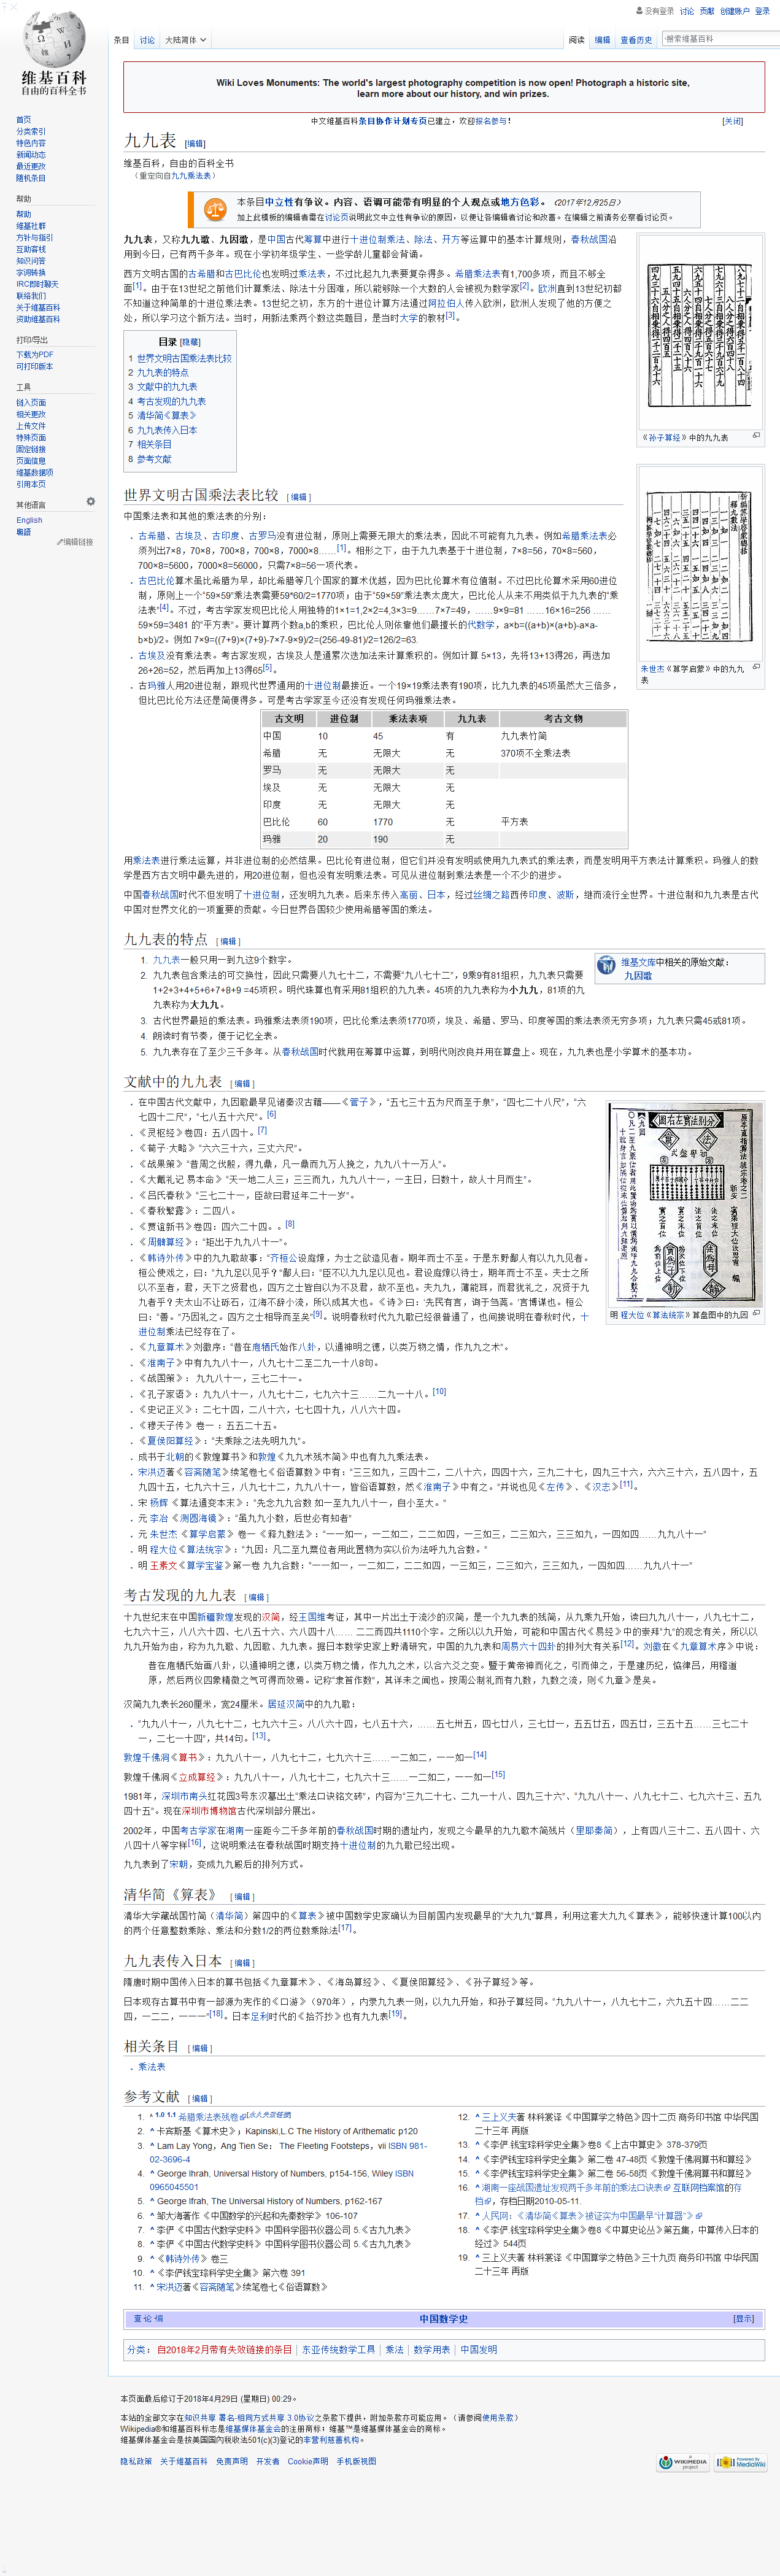 没有登录 讨论 贡献 创建账户 登录
条目 讨论 大陆简体
阅读 编辑 查看历史
搜索维基百科
维基百科
自由的百科全书
首页
分类索引
特色内容
新闻动态
最近更改
随机条目
帮助
帮助
维基社群
方针与指引
互助客栈
知识问答
字词转换
IRC即时聊天
联络我们
关于维基百科
资助维基百科
打印/导出
下载为PDF
可打印版本
工具
链入页面
相关更改
上传文件
特殊页面
固定链接
页面信息
维基数据项
引用本页
其他语言
English
粵語
编辑链接
Wiki Loves Monuments: The world's largest photography competition is now open! Photograph a historic site,
learn more about our history, and win prizes.
中文维基百科条目协作计划专页已建立,欢迎报名参与! [关闭]
九九表 [编辑]
维基百科,自由的百科全书
(重定向自九九乘法表)
本条目中立性有争议。内容、语调可能带有明显的个人观点或地方色彩。 (2017年12月25日)
加上此模板的编辑者需在讨论页说明此文中立性有争议的原因,以便让各编辑者讨论和改善。在编辑之前请务必察看讨论页。
九九表,又称九九歌、九因歌,是中国古代筹算中进行十进位制乘法、除法、开方等运算中的基本计算规则,春秋战国沿
用到今日,已有两千多年。现在小学初年级学生、一些学龄儿童都会背诵。
西方文明古国的古希腊和古巴比伦也发明过乘法表,不过比起九九表要复杂得多。希腊乘法表有1,700多项,而且不够全
面[1]。由于在13世纪之前他们计算乘法、除法十分困难,所以能够除一个大数的人会被视为数学家[2]。欧洲直到13世纪初都
不知道这种简单的十进位乘法表。13世纪之初,东方的十进位计算方法通过阿拉伯人传入欧洲,欧洲人发现了他的方便之
处,所以学习这个新方法。当时,用新法乘两个数这类题目,是当时大学的教材[3]。
《孙子算经》中的九九表
目录 [隐藏]
1 世界文明古国乘法表比较
2 九九表的特点
3 文献中的九九表
4 考古发现的九九表
5 清华简《算表》
6 九九表传入日本
7 相关条目
8 参考文献
朱世杰《算学启蒙》中的九九
表
世界文明古国乘法表比较 [编辑]
中国乘法表和其他的乘法表的分别:
古希腊、古埃及、古印度、古罗马没有进位制,原则上需要无限大的乘法表,因此不可能有九九表。例如希腊乘法表必
须列出7×8,70×8,700×8,700×8,7000×8……[1]。相形之下,由于九九表基于十进位制,7×8=56,70×8=560,
700×8=5600,7000×8=56000,只需7×8=56一项代表。
古巴比伦算术虽比希腊为早,却比希腊等几个国家的算术优越,因为巴比伦算术有位值制。不过巴比伦算术采用60进位
制,原则上一个“59×59”乘法表需要59*60/2=1770项;由于“59×59”乘法表太庞大,巴比伦人从来不用类似于九九表的“乘
法表”[4]。不过,考古学家发现巴比伦人用独特的1×1=1,2×2=4,3×3=9……7×7=49,……9×9=81 ……16×16=256 ……
59×59=3481 的“平方表”。要计算两个数a,b的乘积,巴比伦人则依靠他们最擅长的代数学,a×b=((a+b)×(a+b)-a×a-
b×b)/2。例如 7×9=((7+9)×(7+9)-7×7-9×9)/2=(256-49-81)/2=126/2=63.
古埃及没有乘法表。考古家发现,古埃及人是通累次迭加法来计算乘积的。例如计算 5×13,先将13+13得26,再迭加
26+26=52,然后再加上13得65[5]。
古玛雅人用20进位制,跟现代世界通用的十进位制最接近。一个19×19乘法表有190项,比九九表的45项虽然大三倍多,
但比巴比伦方法还是简便得多。可是考古学家至今还没有发现任何玛雅乘法表。
古文明 进位制 乘法表项 九九表 考古文物
中国 10 45 有 九九表竹简
希腊 无 无限大 无 370项不全乘法表
罗马 无 无限大 无
埃及 无 无限大 无
印度 无 无限大 无
巴比伦 60 1770 无 平方表
玛雅 20 190 无
用乘法表进行乘法运算,并非进位制的必然结果。巴比伦有进位制,但它们并没有发明或使用九九表式的乘法表,而是发明用平方表法计算乘积。玛雅人的数
学是西方古文明中最先进的,用20进位制,但也没有发明乘法表。可见从进位制到乘法表是一个不少的进步。
中国春秋战国时代不但发明了十进位制,还发明九九表。后来东传入高丽、日本,经过丝绸之路西传印度、波斯,继而流行全世界。十进位制和九九表是古代
中国对世界文化的一项重要的贡献。今日世界各国较少使用希腊等国的乘法。
九九表的特点 [编辑]
维基文库中相关的原始文献:
九因歌
1. 九九表一般只用一到九这9个数字。
2. 九九表包含乘法的可交换性,因此只需要八九七十二,不需要“九八七十二”,9乘9有81组积,九九表只需要
1+2+3+4+5+6+7+8+9 =45项积。明代珠算也有采用81组积的九九表。45项的九九表称为小九九,81项的九
九表称为大九九。
3. 古代世界最短的乘法表。玛雅乘法表须190项,巴比伦乘法表须1770项,埃及、希腊、罗马、印度等国的乘法表须无穷多项;九九表只需45或81项。
4. 朗读时有节奏,便于记忆全表。
5. 九九表存在了至少三千多年。从春秋战国时代就用在筹算中运算,到明代则改良并用在算盘上。现在,九九表也是小学算术的基本功。
文献中的九九表 [编辑]
在中国古代文献中,九因歌最早见诸秦汉古籍——《管子》,“五七三十五为尺而至于泉”,“四七二十八尺”,“六
七四十二尺”,“七八五十六尺”。[6]
《灵枢经》卷四:五八四十。[7]
《荀子·大略》 “六六三十六,三丈六尺”。
《战果策》 “昔周之伐殷,得九鼎,凡一鼎而九万人挽之,九九八十一万人”。
《大戴礼记 易本命》 “天一地二人三,三三而九,九九八十一,一主日,日数十,故人十月而生”。
《吕氏春秋》 “三七二十一,臣故曰君延年二十一岁”。
《春秋繁露》:二四八。
《贾谊新书》卷四:四六二十四。。[8]
《周髀算经》:“矩出于九九八十一”。
《韩诗外传》中的九九歌故事:“齐桓公设庭燎,为士之欲造见者。期年而士不至。于是东野鄙人有以九九见者。
桓公使戏之,曰:“九九足以见乎?”鄙人曰:“臣不以九九足以见也。君设庭燎以待士,期年而士不至。夫士之所
以不至者,君,天下之贤君也,四方之士皆自以为不及君,故不至也。夫九九,薄能耳,而君犹礼之,况贤于九
九者乎?夫太山不让砾石,江海不辞小流,所以成其大也。《诗》曰:‘先民有言,询于刍荛。’言博谋也。桓公
曰:“善。”乃因礼之。四方之士相导而至矣”[9]。说明春秋时代九九歌已经很普通了,也间接说明在春秋时代,十
进位制乘法已经存在了。
《九章算术》刘徽序:“昔在庖牺氏始作八卦,以通神明之德,以类万物之情,作九九之术”。
《淮南子》中有九九八十一,八九七十二至二九一十八8句。
《战国策》: 九九八十一,三七二十一。
《孔子家语》:九九八十一,八九七十二,七九六十三……二九一十八。[10]
《史记正义》:二七十四,二八十六,七七四十九,八八六十四。
《穆天子传》 卷一 :五五二十五。
《夏侯阳算经》:“夫乘除之法先明九九”。
成书于北朝的《敦煌算书》和敦煌《九九术残木简》中也有九九乘法表。
宋洪迈著《容斋随笔》续笔卷七《俗语算数》中有:“三三如九,三四十二,二八十六,四四十六,三九二十七,四九三十六,六六三十六,五八四十,五
九四十五,七九六十三,八九七十二,九九八十一,皆俗语算数,然《淮南子》中有之。”并说也见《左传》、《汉志》[11]。
宋 杨辉 《算法通变本末》:“先念九九合数 如一至九九八十一,自小至大。”
元 李冶 《测圆海镜》:“虽九九小数,后世必有知者”
元 朱世杰 《算学启蒙》 卷一 《释九数法》:“一一如一,一二如二,二二如四,一三如三,二三如六,三三如九,一四如四……九九八十一”
明 程大位《算法统宗》:“九因:凡二至九票位者用此置物为实以价为法呼九九合数。”
明 王素文《算学宝鉴》第一卷 九九合数:“一一如一,一二如二,二二如四,一三如三,二三如六,三三如九,一四如四……九九八十一”
明 程大位《算法统宗》算盘图中的九因
考古发现的九九表 [编辑]
十九世纪末在中国新疆敦煌发现的汉简,经王国维考证,其中一片出土于流沙的汉简,是一个九九表的残简,从九乘九开始,读曰九九八十一,八九七十二,
七九六十三,八八六十四、七八五十六、六八四十八…… 二二而四共1110个字。之所以以九开始,可能和中国古代《易经》中的崇拜“九”的观念有关,所以以
九九开始为由,称为九九歌、九因歌、九九表。据日本数学史家上野清研究,中国的九九表和周易六十四卦的排列大有关系[12]。刘徽在《九章算术序》中说:
昔在庖牺氏始画八卦,以通神明之德,以类万物之情,作九九之术,以合六爻之变。暨于黄帝神而化之,引而伸之,于是建历纪,協律吕,用稽道
原,然后两仪四象精微之气可得而效焉。记称“隶首作数”,其详未之闻也。按周公制礼而有九数,九数之流,则《九章》是矣。
汉简九九表长260厘米,宽24厘米。居延汉简中的九九歌:
“九九八十一,八九七十二,七九六十三。八八六十四,七八五十六,……五七卅五,四七廿八,三七廿一,五五廿五,四五廿,三五十五……三七二十
一,二七一十四”,共14句。[13]。
敦煌千佛洞《算书》:九九八十一,八九七十二,七九六十三……一二如二,一一如一[14]
敦煌千佛洞《立成算经》:九九八十一,八九七十二,七九六十三……一二如二,一一如一[15]
1981年,深圳市南头红花园3号东汉墓出土“乘法口诀铭文砖”,内容为“三九二十七、二九一十八、四九三十六”、“九九八十一、八九七十二、七九六十三、五九
四十五”。现在深圳市博物馆古代深圳部分展出。
2002年,中国考古学家在湖南一座距今二千多年前的春秋战国时期的遗址内,发现之今最早的九九歌木简残片(里耶秦简),上有四八三十二、五八四十、六
八四十八等字样[16],这说明乘法在春秋战国时期支持十进位制的九九歌已经出现。
九九表到了宋朝,变成九九殿后的排列方式。
清华简《算表》 [编辑]
清华大学藏战国竹简(清华简)第四中的《算表》被中国数学史家确认为目前国内发现最早的“大九九”算具,利用这套大九九《算表》,能够快速计算100以内
的两个任意整数乘除、乘法和分数1/2的两位数乘除法[17]。
九九表传入日本 [编辑]
隋唐时期中国传入日本的算书包括《九章算术》、《海岛算经》、《夏侯阳算经》、《孙子算经》等。
日本现存古算书中有一部源为宪作的《口游》(970年),内录九九表一则,以九九开始,和孙子算经同。“九九八十一,八九七十二,六九五十四……二二
四,一二二,一一一”[18]。日本足利时代的《拾芥抄》也有九九表[19]。
相关条目 [编辑]
乘法表
参考文献 [编辑]
1. ^ 1.0 1.1 希腊乘法表残卷[永久失效链接]
2. ^ 卡宾斯基《算术史》;Kapinski,L.C The History of Arithematic p120
3. ^ Lam Lay Yong,Ang Tien Se: The Fleeting Footsteps,vii ISBN 981-
02-3696-4
4. ^ George Ihrah, Universal History of Numbers, p154-156, Wiley ISBN
0965045501
5. ^ George Ifrah, The Universal History of Numbers, p162-167
6. ^ 邹大海著作《中国数学的兴起和先秦数学》 106-107
7. ^ 李俨《中国古代数学史料》 中国科学图书仪器公司 5.《古九九表》
8. ^ 李俨《中国古代数学史料》 中国科学图书仪器公司 5.《古九九表》
9. ^ 《韩诗外传》 卷三
10. ^ 《李俨钱宝琮科学史全集》 第六卷 391
11. ^ 宋洪迈著《容斋随笔》续笔卷七《俗语算数》
12. ^ 三上义夫著 林科裳译《中国算学之特色》四十二页 商务印书馆 中华民国
二十三年 再版
13. ^ 《李俨 钱宝琮科学史全集》卷8《上古中算史》 378-379页
14. ^ 《李俨钱宝琮科学史全集》 第二卷 47-48页《敦煌千佛洞算书和算经》
15. ^ 《李俨钱宝琮科学史全集》 第二卷 56-58页《敦煌千佛洞算书和算经》
16. ^ 湖南一座战国遗址发现两千多年前的乘法口诀表 互联网档案馆的存
档,存档日期2010-05-11.
17. ^ 人民网:《清华简《算表》被证实为中国最早“计算器”》
18. ^ 《李俨 钱宝琮科学史全集》卷8《中算史论丛》第五集,中算传入日本的
经过》 544页
19. ^ 三上义夫著 林科裳译《中国算学之特色》三十九页 商务印书馆 中华民国
二十三年 再版
查·论·编 中国数学史 [显示]
分类: 自2018年2月带有失效链接的条目 | 东亚传统数学工具 | 乘法 | 数学用表 | 中国发明
本页面最后修订于2018年4月29日 (星期日) 00:29。
本站的全部文字在知识共享 署名-相同方式共享 3.0协议之条款下提供,附加条款亦可能应用。(请参阅使用条款)
Wikipedia®和维基百科标志是维基媒体基金会的注册商标;维基™是维基媒体基金会的商标。
维基媒体基金会是按美国国內稅收法501(c)(3)登记的非营利慈善机构。
隐私政策 关于维基百科 免责声明 开发者 Cookie声明 手机版视图
a WIKIMEDIA project
Powered By MediaWiki